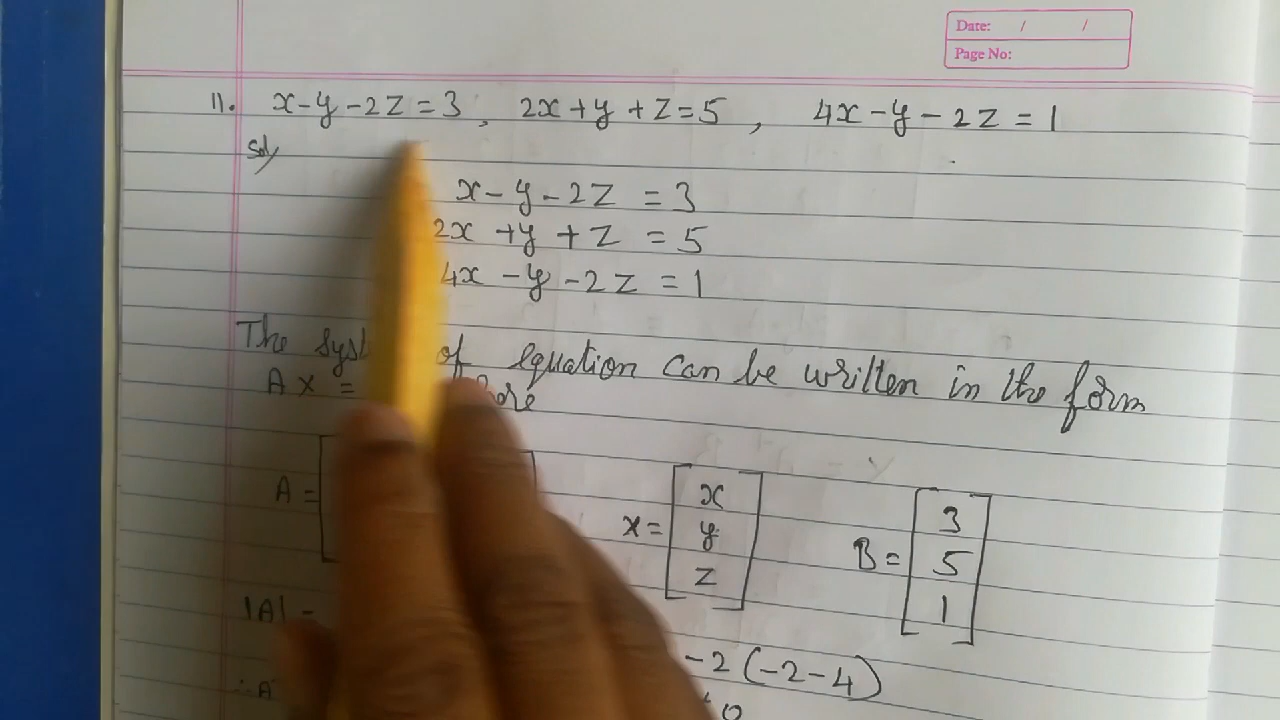 Date: / /
Page No:
11. x-y-2z=3, 2x+y+z=5, 4x-y-2z=1
Sol/
x-y-2z=3
2x+y+z=5
4x-y-2z=1
The of equation can be written in the form
AX =
A = [ X = [x y z] B = [3 5 1]
|A| = -2(-2-4)
∴ A